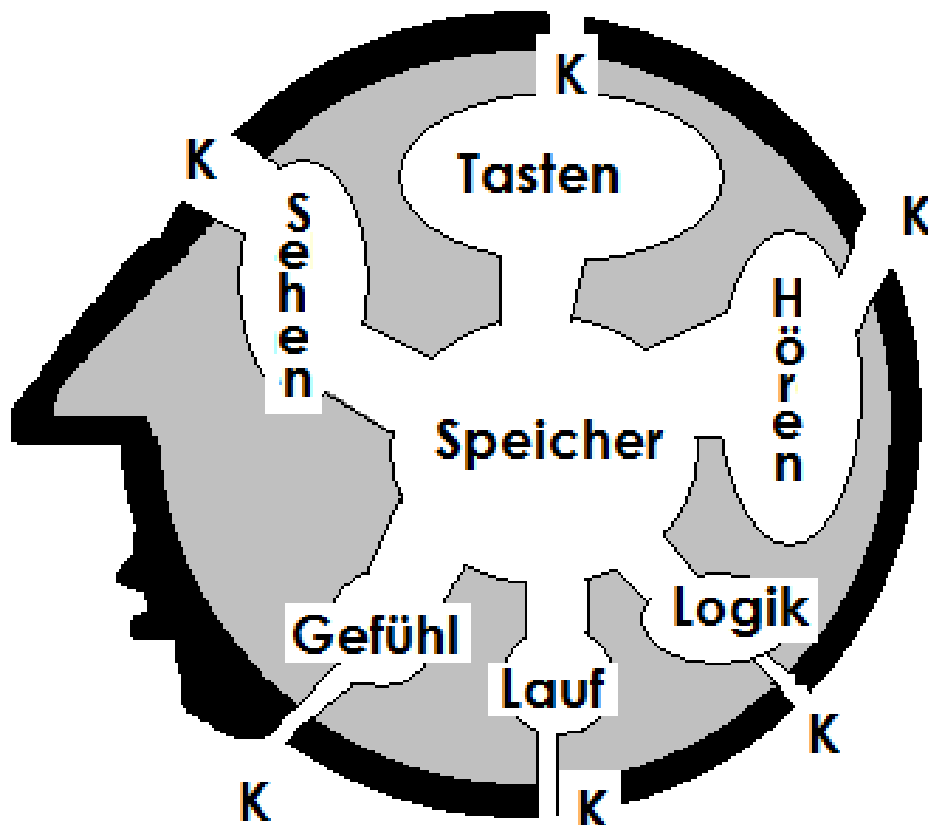 K
K
Tasten
K
Sehen
Hören
Speicher
Logik
Gefühl
Lauf
K
K
K